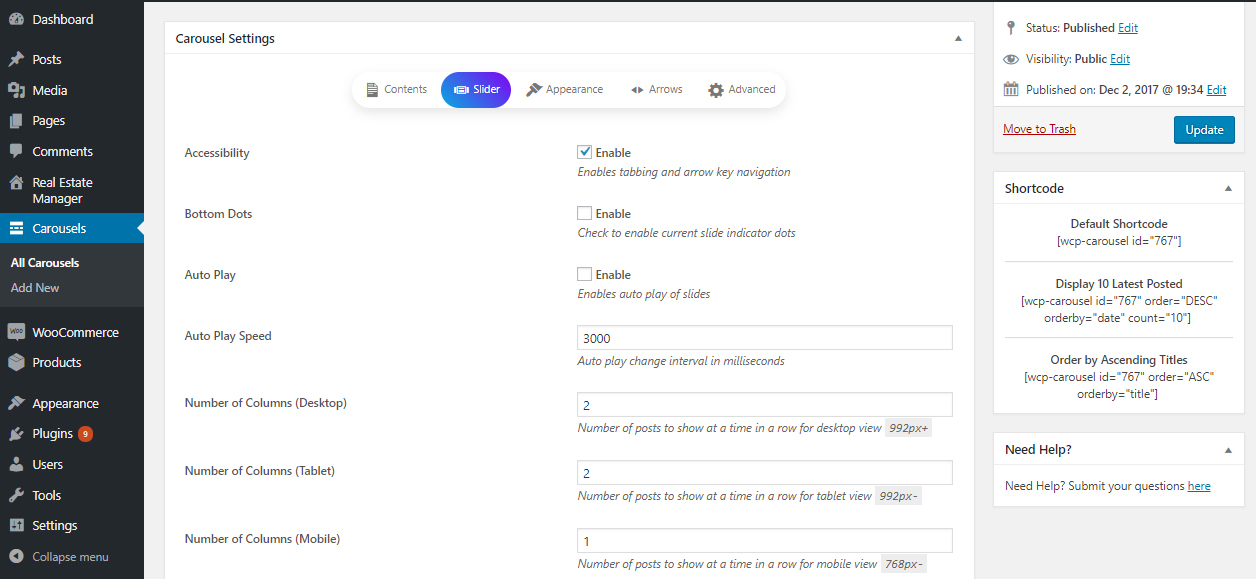 Dashboard
Posts
Media
Pages
Comments
Real Estate
Manager
Carousels
All Carousels
Add New
WooCommerce
Products
Appearance
Plugins 9
Users
Tools
Settings
Collapse menu
Carousel Settings
Contents Slider Appearance Arrows Advanced
Accessibility
Enable
Enables tabbing and arrow key navigation
Bottom Dots
Enable
Check to enable current slide indicator dots
Auto Play
Enable
Enables auto play of slides
Auto Play Speed
3000
Auto play change interval in milliseconds
Number of Columns (Desktop)
2
Number of posts to show at a time in a row for desktop view 992px+
Number of Columns (Tablet)
2
Number of posts to show at a time in a row for tablet view 992px-
Number of Columns (Mobile)
1
Number of posts to show at a time in a row for mobile view 768px-
Status: Published Edit
Visibility: Public Edit
Published on: Dec 2, 2017 @ 19:34 Edit
Move to Trash
Update
Shortcode
Default Shortcode
[wcp-carousel id="767"]
Display 10 Latest Posted
[wcp-carousel id="767" order="DESC"
orderby="date" count="10"]
Order by Ascending Titles
[wcp-carousel id="767" order="ASC"
orderby="title"]
Need Help?
Need Help? Submit your questions here